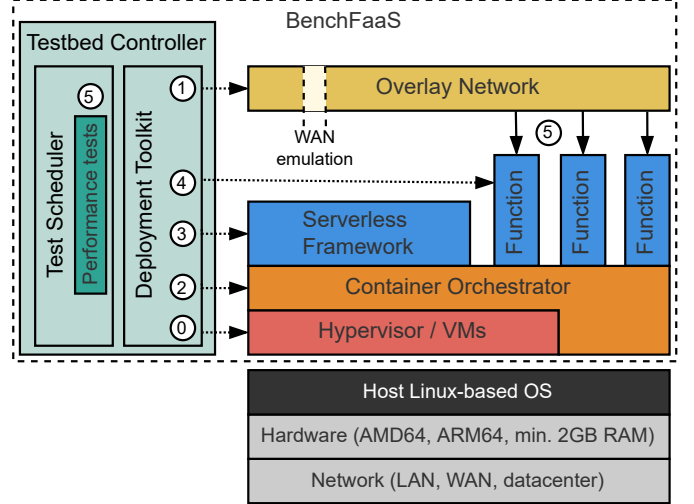 BenchFaaS
Testbed Controller
Test Scheduler
5
Performance tests
Deployment Toolkit
1
Overlay Network
WAN
emulation
5
4
Function
Function
Function
3
Serverless
Framework
2
Container Orchestrator
0
Hypervisor / VMs
Host Linux-based OS
Hardware (AMD64, ARM64, min. 2GB RAM)
Network (LAN, WAN, datacenter)